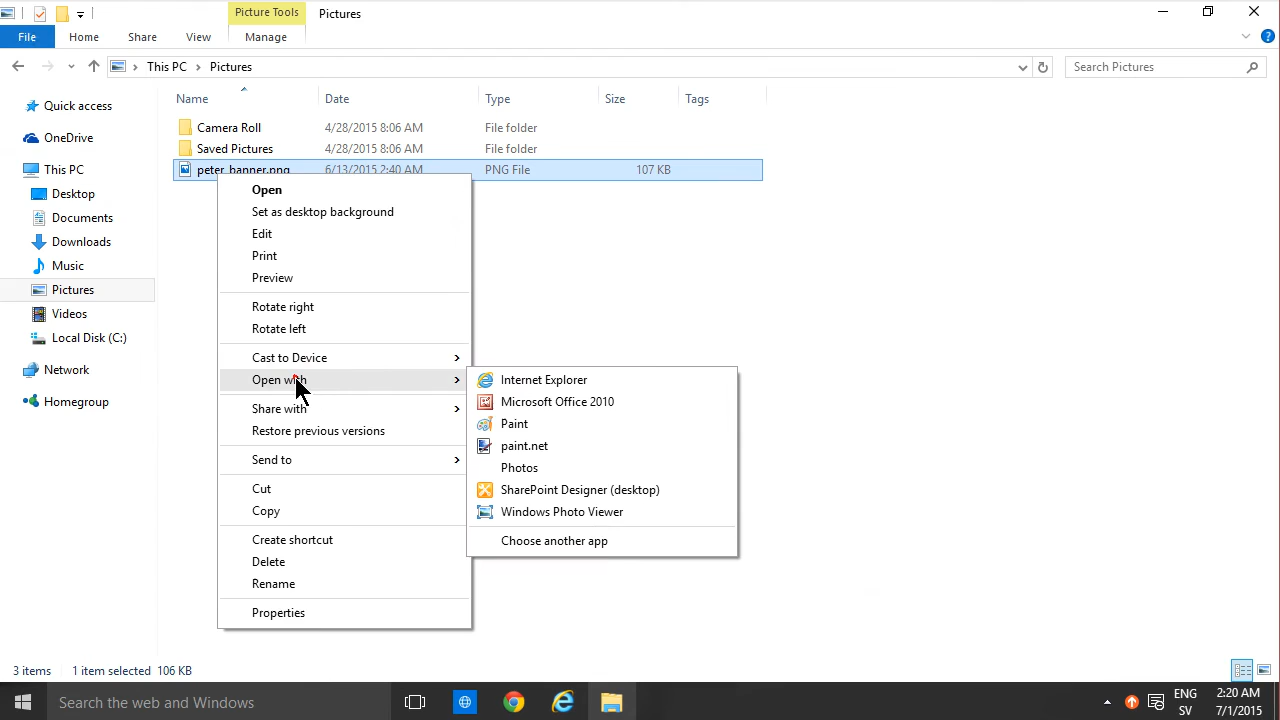 Picture Tools
Pictures
File
Home
Share
View
Manage
This PC
Pictures
Search Pictures
Name
Date
Type
Size
Tags
Quick access
OneDrive
This PC
Desktop
Documents
Downloads
Music
Pictures
Videos
Local Disk (C:)
Network
Homegroup
Camera Roll 4/28/2015 8:06 AM File folder
Saved Pictures 4/28/2015 8:06 AM File folder
peter_banner.png 6/13/2015 2:40 AM PNG File 107 KB
Open
Set as desktop background
Edit
Print
Preview
Rotate right
Rotate left
Cast to Device
Open with
Share with
Restore previous versions
Send to
Cut
Copy
Create shortcut
Delete
Rename
Properties
Internet Explorer
Microsoft Office 2010
Paint
paint.net
Photos
SharePoint Designer (desktop)
Windows Photo Viewer
Choose another app
3 items 1 item selected 106 KB
Search the web and Windows
ENG
SV
2:20 AM
7/1/2015